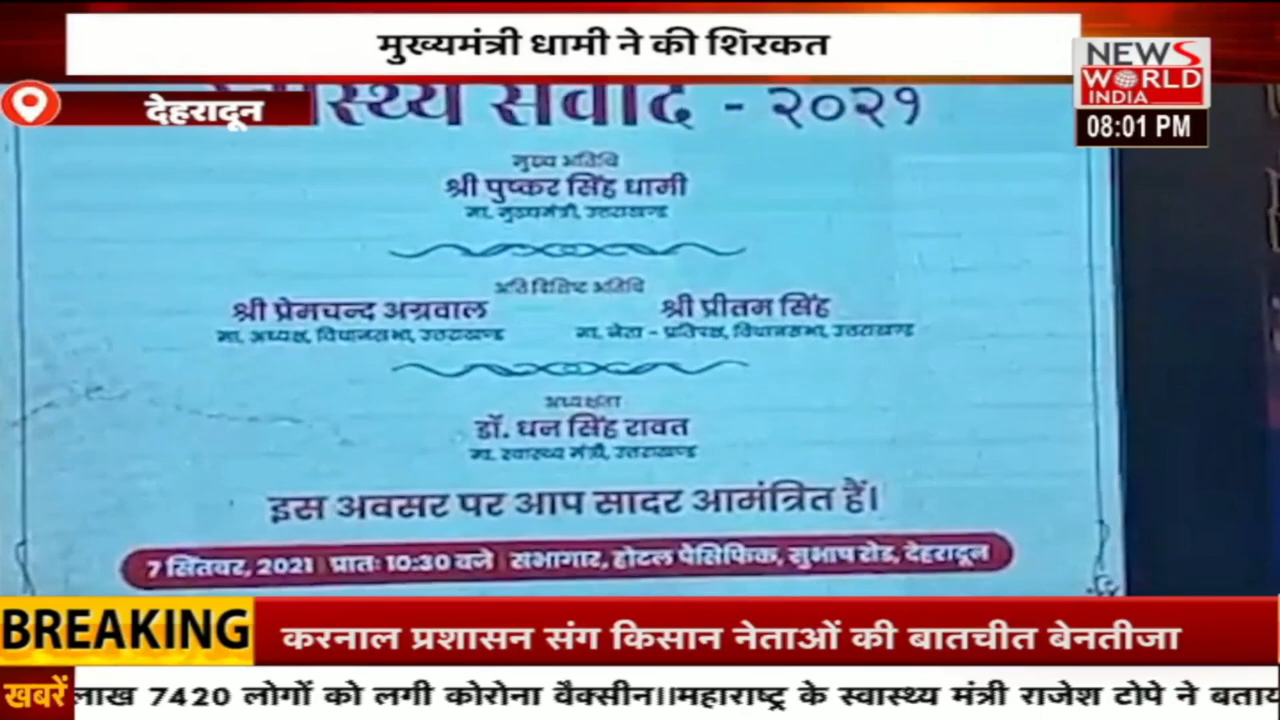 मुख्यमंत्री धामी ने की शिरकत
NEWS
WORLD
INDIA
08:01 PM
देहरादून
स्वास्थ्य संवाद - २०२१
मुख्य अतिथि
श्री पुष्कर सिंह धामी
मा. मुख्यमंत्री, उत्तराखण्ड
अति विशिष्ट अतिथि
श्री प्रेमचन्द अग्रवाल श्री प्रीतम सिंह
मा. अध्यक्ष, विधानसभा, उत्तराखण्ड मा. नेता - प्रतिपक्ष, विधानसभा, उत्तराखण्ड
अध्यक्षता
डॉ. धन सिंह रावत
मा. स्वास्थ्य मंत्री, उत्तराखण्ड
इस अवसर पर आप सादर आमंत्रित हैं।
7 सितंबर, 2021 प्रातः 10:30 बजे सभागार, होटल पैसिफिक, सुभाष रोड, देहरादून
BREAKING करनाल प्रशासन संग किसान नेताओं की बातचीत बेनतीजा
खबरें लाख 7420 लोगों को लगी कोरोना वैक्सीन।।महाराष्ट्र के स्वास्थ्य मंत्री राजेश टोपे ने बताय